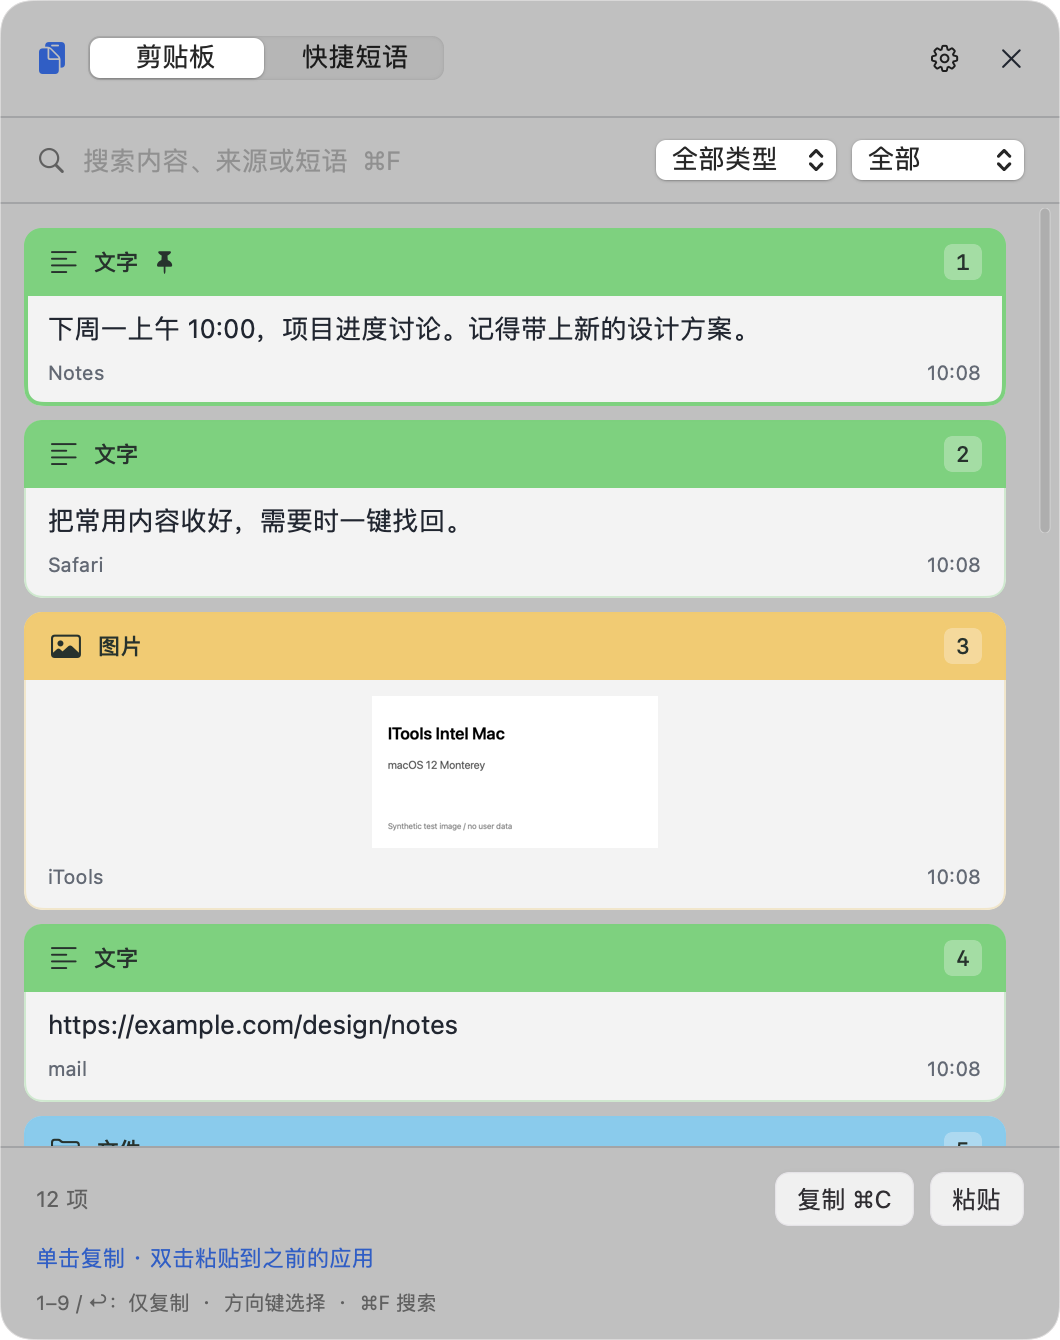 剪贴板 快捷短语
搜索内容、来源或短语 ⌘F 全部类型 全部
文字 1
下周一上午 10:00，项目进度讨论。记得带上新的设计方案。
Notes 10:08
文字 2
把常用内容收好，需要时一键找回。
Safari 10:08
图片 3
ITools Intel Mac
macOS 12 Monterey
Synthetic test image / no user data
iTools 10:08
文字 4
https://example.com/design/notes
mail 10:08
文件 5
12 项 复制 ⌘C 粘贴
单击复制 · 双击粘贴到之前的应用
1–9 / ↩：仅复制 · 方向键选择 · ⌘F 搜索